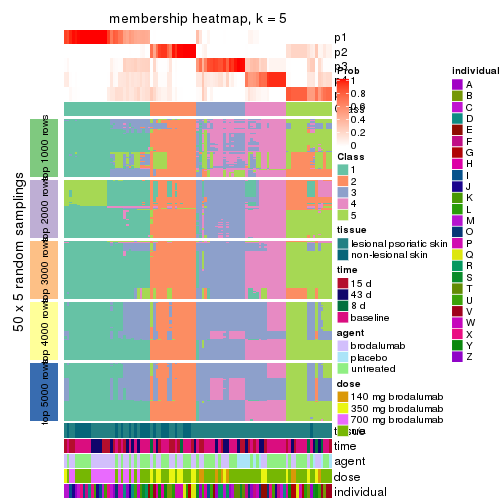 membership heatmap, k = 5
50 x 5 random samplings
top 1000 rows
top 2000 rows
top 3000 rows
top 4000 rows
top 5000 rows
p1
p2
p3
p4
tissue
time
agent
dose
individual
Prob
1
0.8
0.6
0.4
0.2
0
Class
1
2
3
4
5
tissue
lesional psoriatic skin
non-lesional skin
time
15 d
43 d
8 d
baseline
agent
brodalumab
placebo
untreated
dose
140 mg brodalumab
350 mg brodalumab
700 mg brodalumab
n/a
individual
A
B
C
D
E
F
G
H
I
J
K
L
M
O
P
Q
R
S
T
U
V
W
X
Y
Z